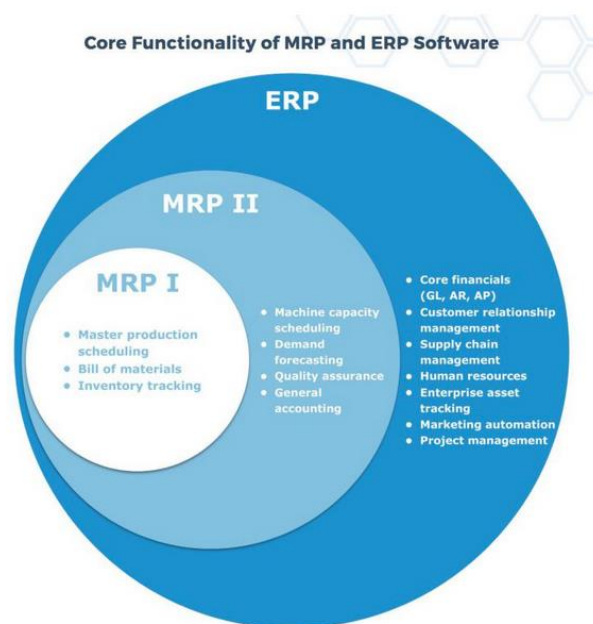 Core Functionality of MRP and ERP Software
ERP
MRP II
MRP I
• Master production
scheduling
• Bill of materials
• Inventory tracking
• Machine capacity
scheduling
• Demand
forecasting
• Quality assurance
• General
accounting
• Core financials
(GL, AR, AP)
• Customer relationship
management
• Supply chain
management
• Human resources
• Enterprise asset
tracking
• Marketing automation
• Project management